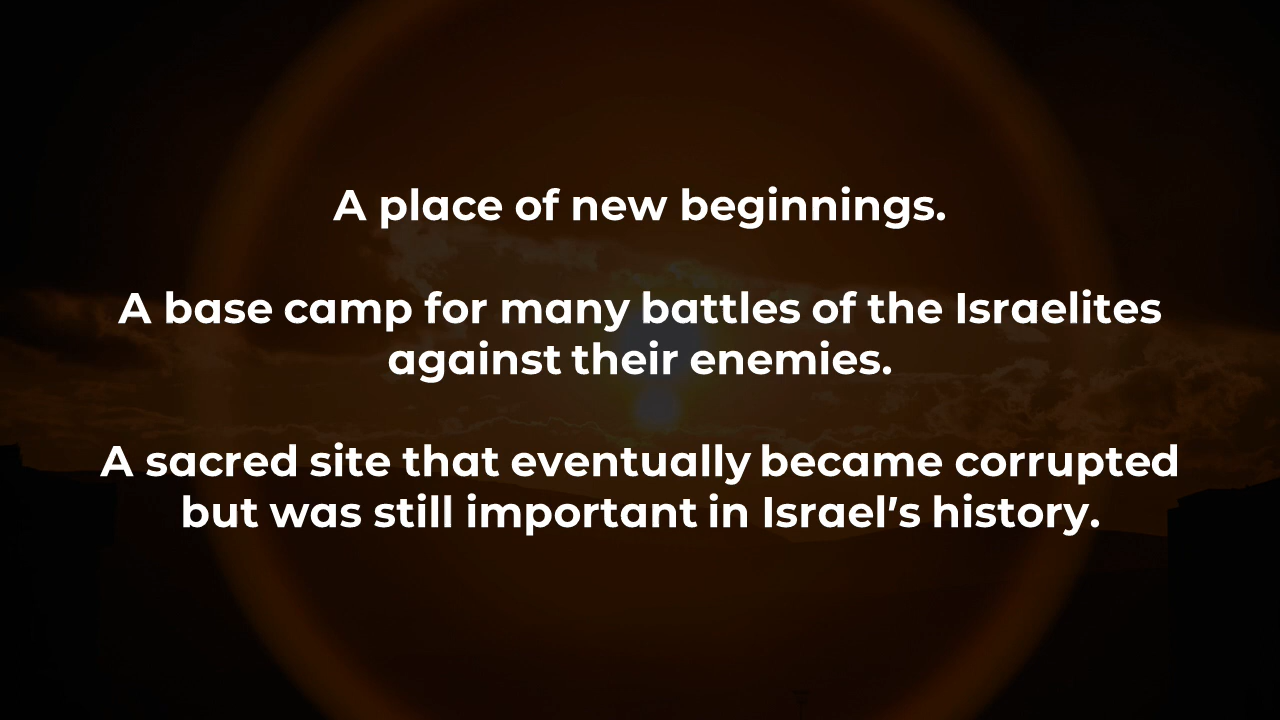 A place of new beginnings.
A base camp for many battles of the Israelites
against their enemies.
A sacred site that eventually became corrupted
but was still important in Israel’s history.